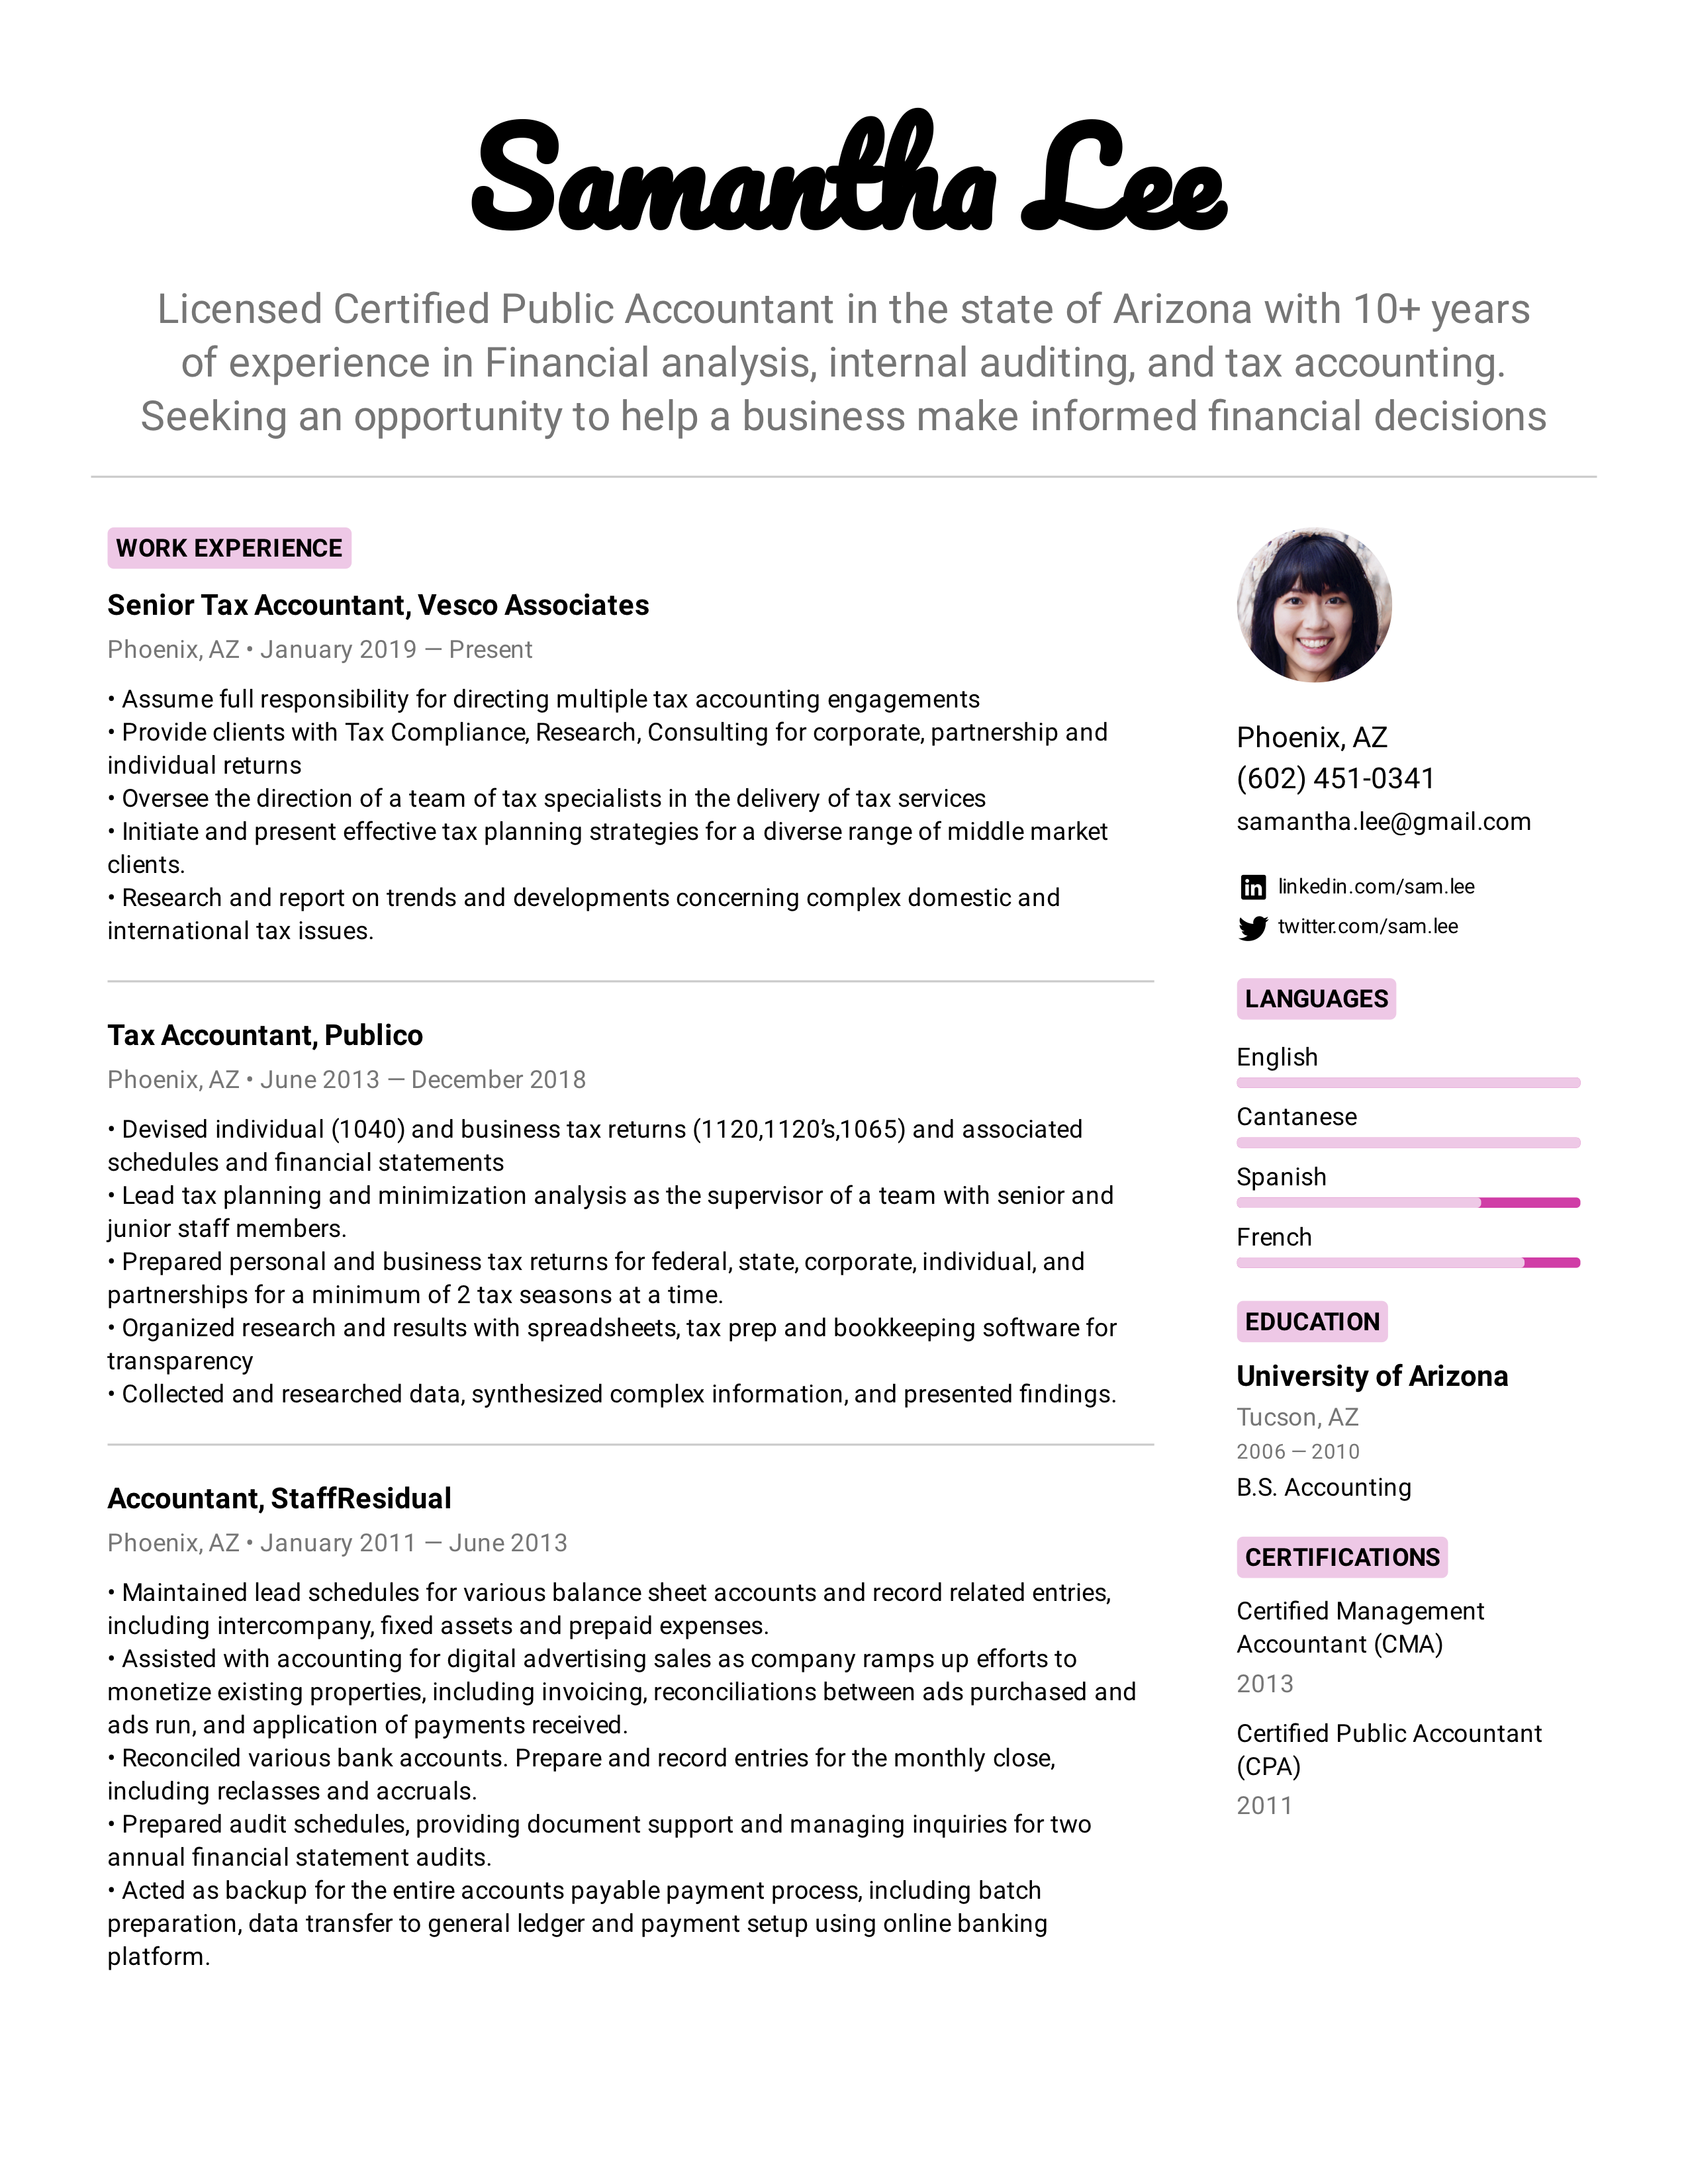 Samantha Lee
Licensed Certified Public Accountant in the state of Arizona with 10+ years
of experience in Financial analysis, internal auditing, and tax accounting.
Seeking an opportunity to help a business make informed financial decisions
WORK EXPERIENCE
Senior Tax Accountant, Vesco Associates
Phoenix, AZ • January 2019 — Present
• Assume full responsibility for directing multiple tax accounting engagements
• Provide clients with Tax Compliance, Research, Consulting for corporate, partnership and
individual returns
• Oversee the direction of a team of tax specialists in the delivery of tax services
• Initiate and present effective tax planning strategies for a diverse range of middle market
clients.
• Research and report on trends and developments concerning complex domestic and
international tax issues.
Tax Accountant, Publico
Phoenix, AZ • June 2013 — December 2018
• Devised individual (1040) and business tax returns (1120,1120’s,1065) and associated
schedules and financial statements
• Lead tax planning and minimization analysis as the supervisor of a team with senior and
junior staff members.
• Prepared personal and business tax returns for federal, state, corporate, individual, and
partnerships for a minimum of 2 tax seasons at a time.
• Organized research and results with spreadsheets, tax prep and bookkeeping software for
transparency
• Collected and researched data, synthesized complex information, and presented findings.
Accountant, StaffResidual
Phoenix, AZ • January 2011 — June 2013
• Maintained lead schedules for various balance sheet accounts and record related entries,
including intercompany, fixed assets and prepaid expenses.
• Assisted with accounting for digital advertising sales as company ramps up efforts to
monetize existing properties, including invoicing, reconciliations between ads purchased and
ads run, and application of payments received.
• Reconciled various bank accounts. Prepare and record entries for the monthly close,
including reclasses and accruals.
• Prepared audit schedules, providing document support and managing inquiries for two
annual financial statement audits.
• Acted as backup for the entire accounts payable payment process, including batch
preparation, data transfer to general ledger and payment setup using online banking
platform.
Phoenix, AZ
(602) 451-0341
samantha.lee@gmail.com
in linkedin.com/sam.lee
twitter.com/sam.lee
LANGUAGES
English
Cantanese
Spanish
French
EDUCATION
University of Arizona
Tucson, AZ
2006 — 2010
B.S. Accounting
CERTIFICATIONS
Certified Management
Accountant (CMA)
2013
Certified Public Accountant
(CPA)
2011